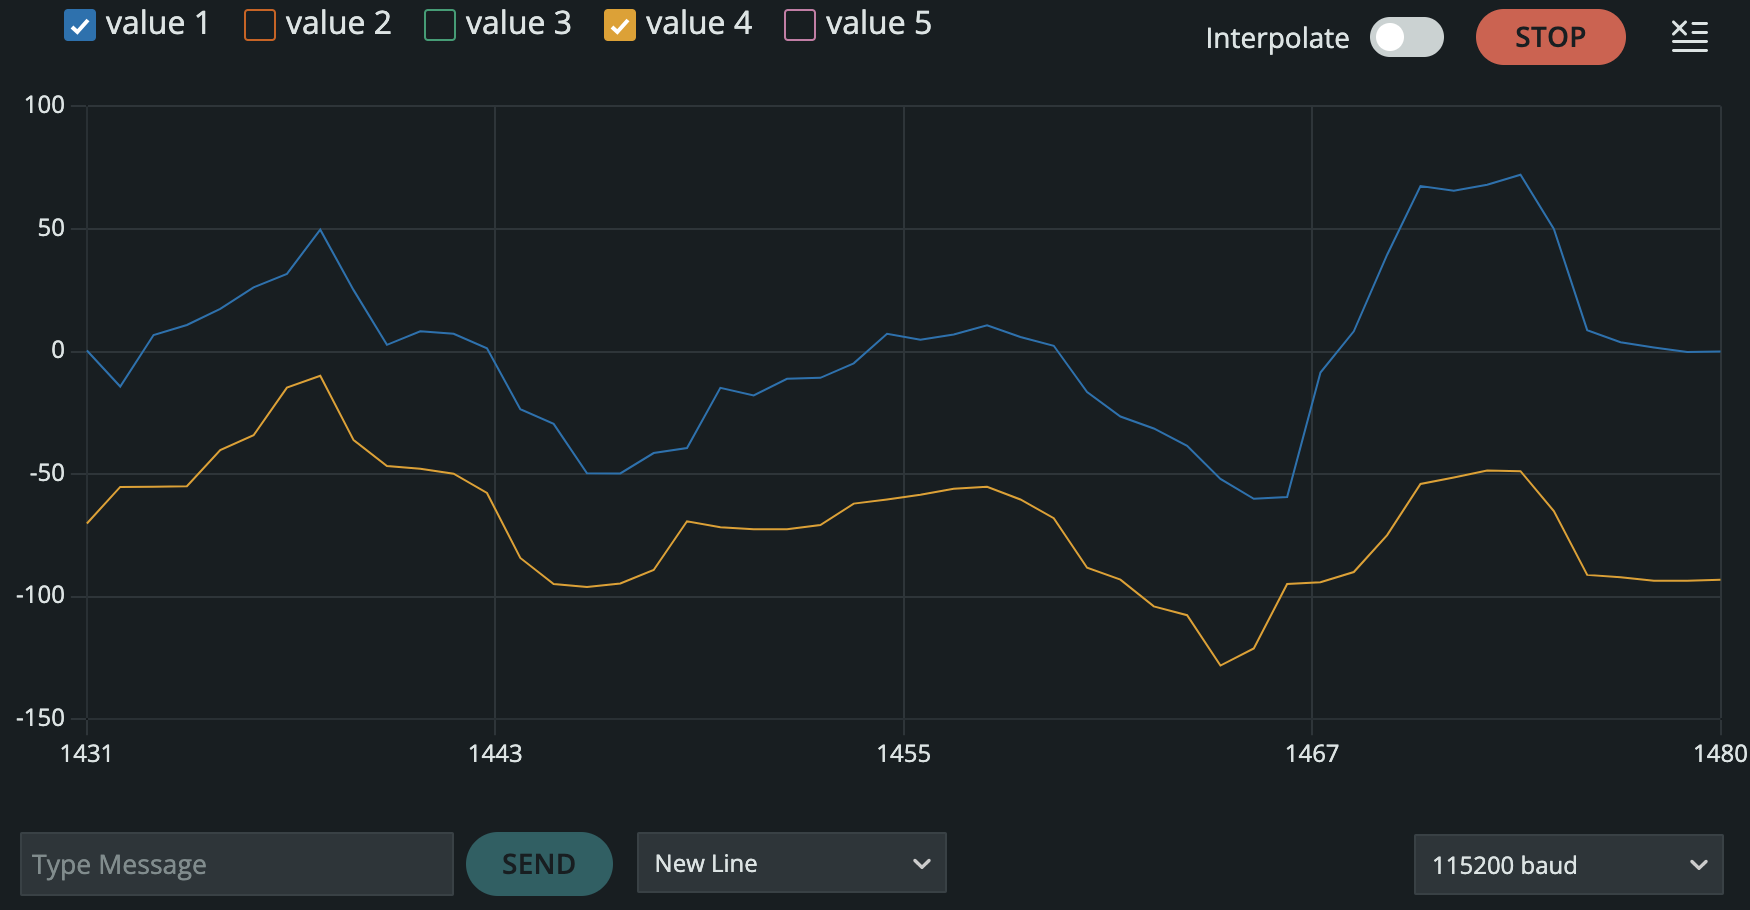 value 1 value 2 value 3 value 4 value 5
Interpolate STOP
100
50
0
-50
-100
-150
1431 1443 1455 1467 1480
Type Message SEND New Line 115200 baud